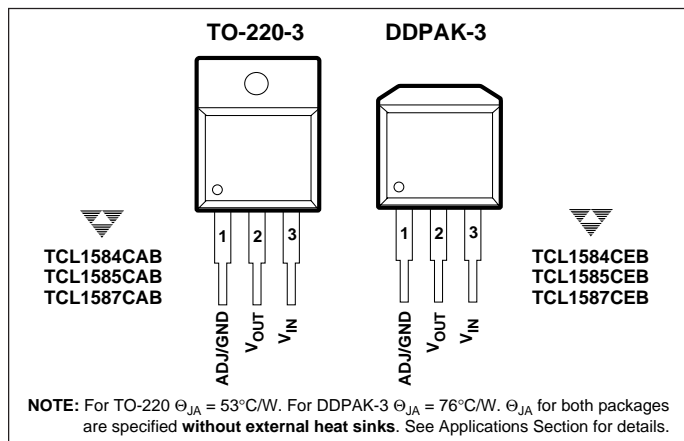 TO-220-3
DDPAK-3
1 2 3
1 2 3
TCL1584CAB
TCL1585CAB
TCL1587CAB
TCL1584CEB
TCL1585CEB
TCL1587CEB
ADJ/GND
VOUT
VIN
ADJ/GND
VOUT
VIN
NOTE: For TO-220 ΘJA = 53°C/W. For DDPAK-3 ΘJA = 76°C/W. ΘJA for both packages
are specified without external heat sinks. See Applications Section for details.